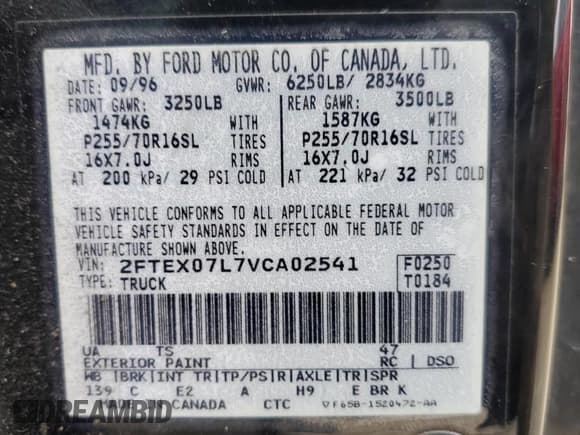 MFD. BY FORD MOTOR CO. OF CANADA, LTD.
DATE: 09/96 GVWR: 6250LB/ 2834KG
FRONT GAWR: 3250LB REAR GAWR: 3500LB
1474KG WITH 1587KG WITH
P255/70R16SL TIRES P255/70R16SL TIRES
16X7.0J RIMS 16X7.0J RIMS
AT 200 kPa/ 29 PSI COLD AT 221 kPa/ 32 PSI COLD
THIS VEHICLE CONFORMS TO ALL APPLICABLE FEDERAL MOTOR
VEHICLE SAFETY STANDARDS IN EFFECT ON THE DATE OF
MANUFACTURE SHOWN ABOVE.
VIN: 2FTEX07L7VCA02541 F0250
TYPE: TRUCK T0184
UA TS 47
EXTERIOR PAINT RC DSO
WB BRK INT TR TP/PS R AXLE TR SPR
139 C E2 A H9 E BR K
CANADA CTC F65B-1520472-AA
DREAMBID